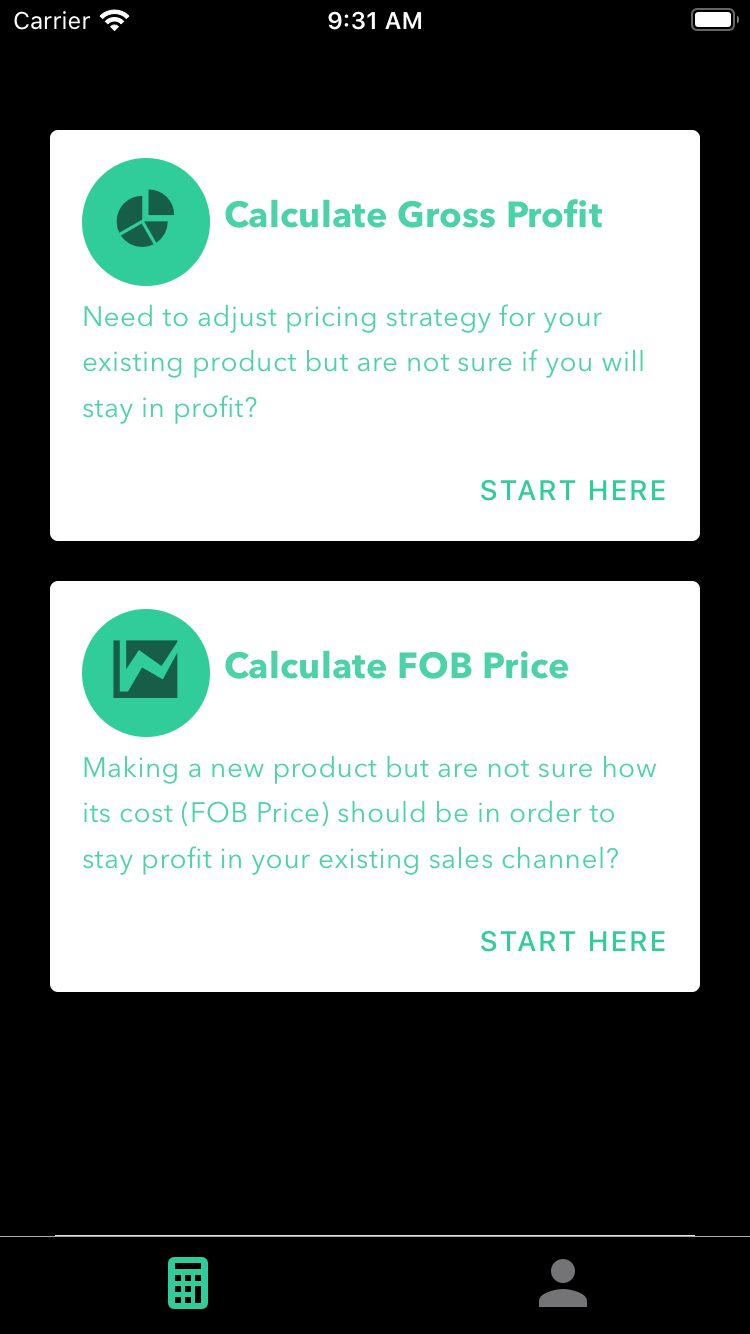 Carrier 9:31 AM
Calculate Gross Profit
Need to adjust pricing strategy for your
existing product but are not sure if you will
stay in profit?
START HERE
Calculate FOB Price
Making a new product but are not sure how
its cost (FOB Price) should be in order to
stay profit in your existing sales channel?
START HERE